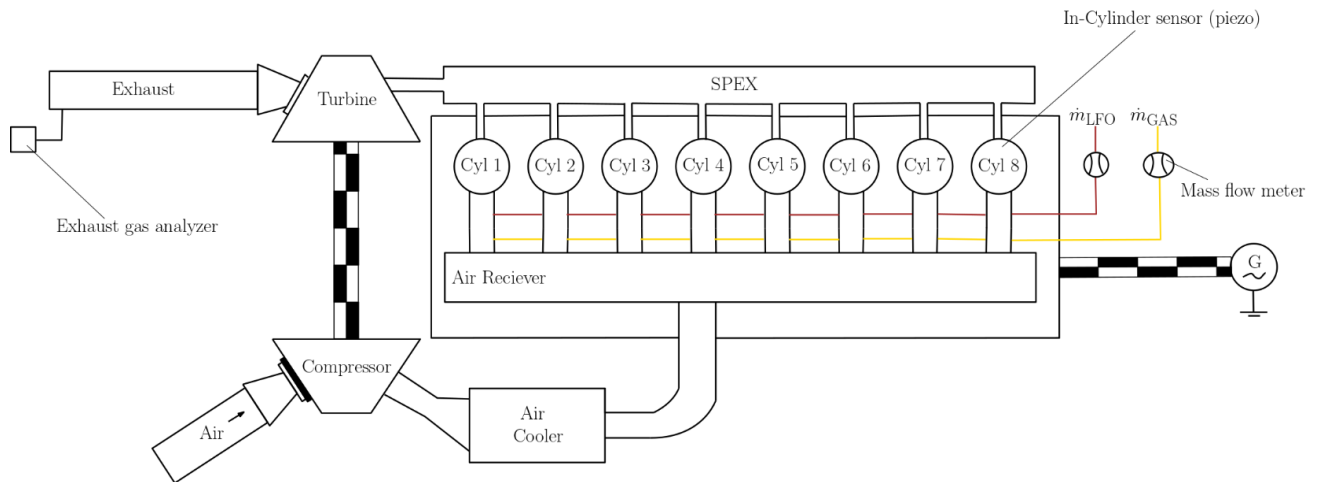 In-Cylinder sensor (piezo)
Exhaust
Turbine
SPEX
ṁLFO
ṁGAS
Cyl 1
Cyl 2
Cyl 3
Cyl 4
Cyl 5
Cyl 6
Cyl 7
Cyl 8
Mass flow meter
Exhaust gas analyzer
Air Reciever
G
Compressor
Air
Air
Cooler